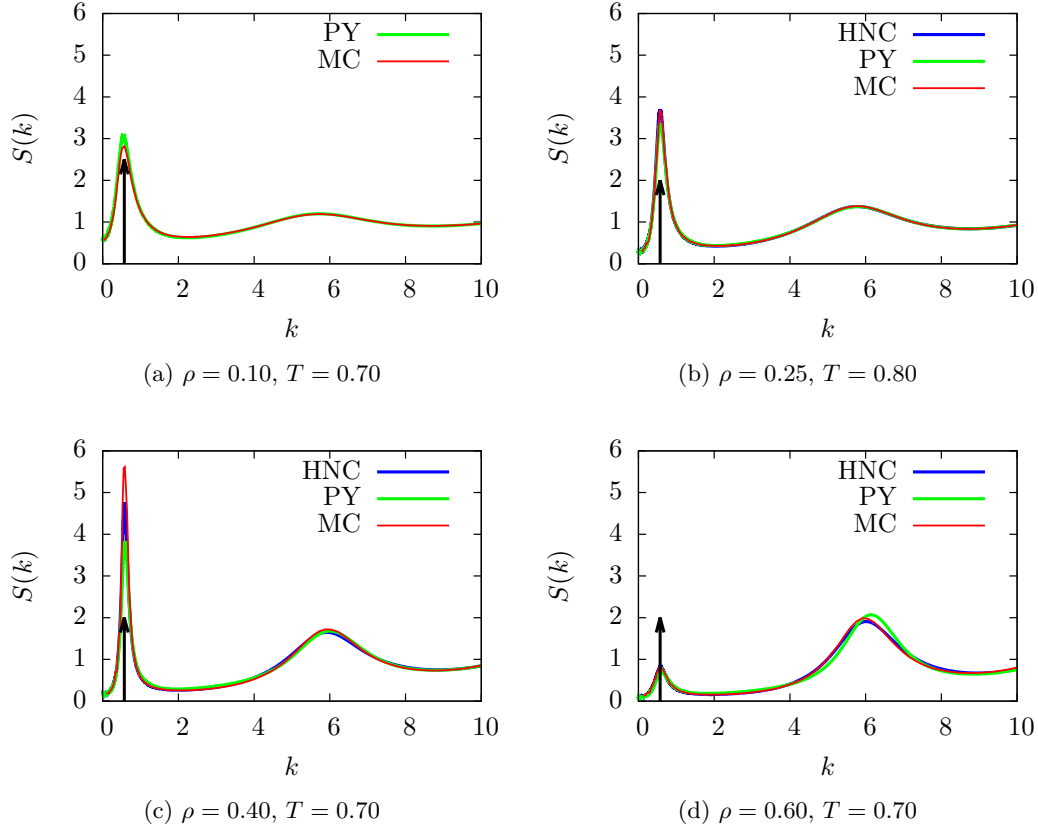 6
5
4
3
2
1
0
S(k)
PY
MC
0 2 4 6 8 10
k
(a) ρ = 0.10, T = 0.70
6
5
4
3
2
1
0
S(k)
HNC
PY
MC
0 2 4 6 8 10
k
(b) ρ = 0.25, T = 0.80
6
5
4
3
2
1
0
S(k)
HNC
PY
MC
0 2 4 6 8 10
k
(c) ρ = 0.40, T = 0.70
6
5
4
3
2
1
0
S(k)
HNC
PY
MC
0 2 4 6 8 10
k
(d) ρ = 0.60, T = 0.70